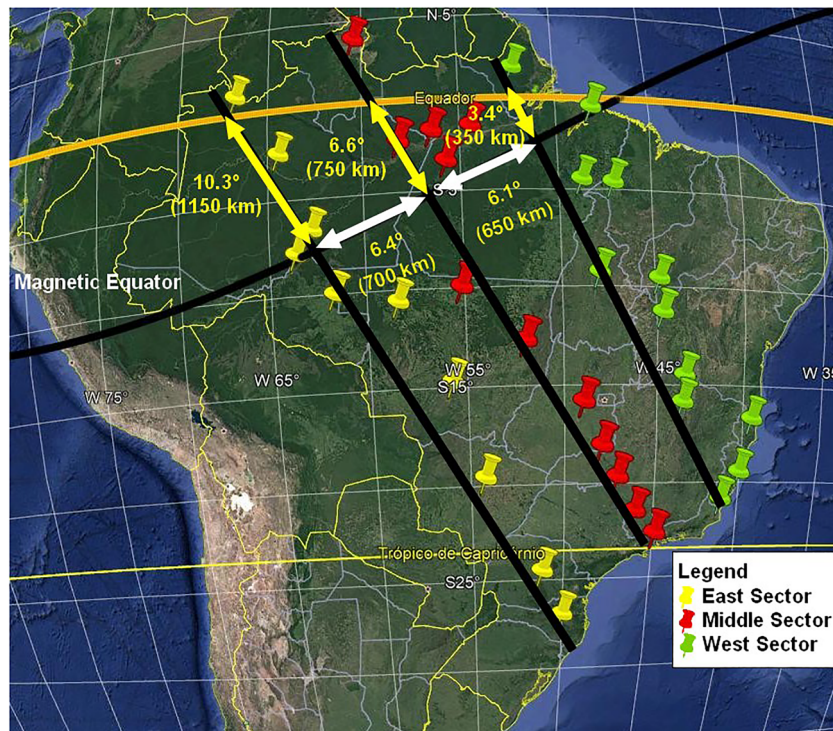 N 5°
Equador
3.4°
(350 km)
6.6°
(750 km)
10.3°
(1150 km)
S 5°
6.1°
(650 km)
6.4°
(700 km)
Magnetic Equator
W 75°
W 65°
W 55°
S15°
W 45°
W 35
Trópico de Capricórnio
S25°
Legend
East Sector
Middle Sector
West Sector